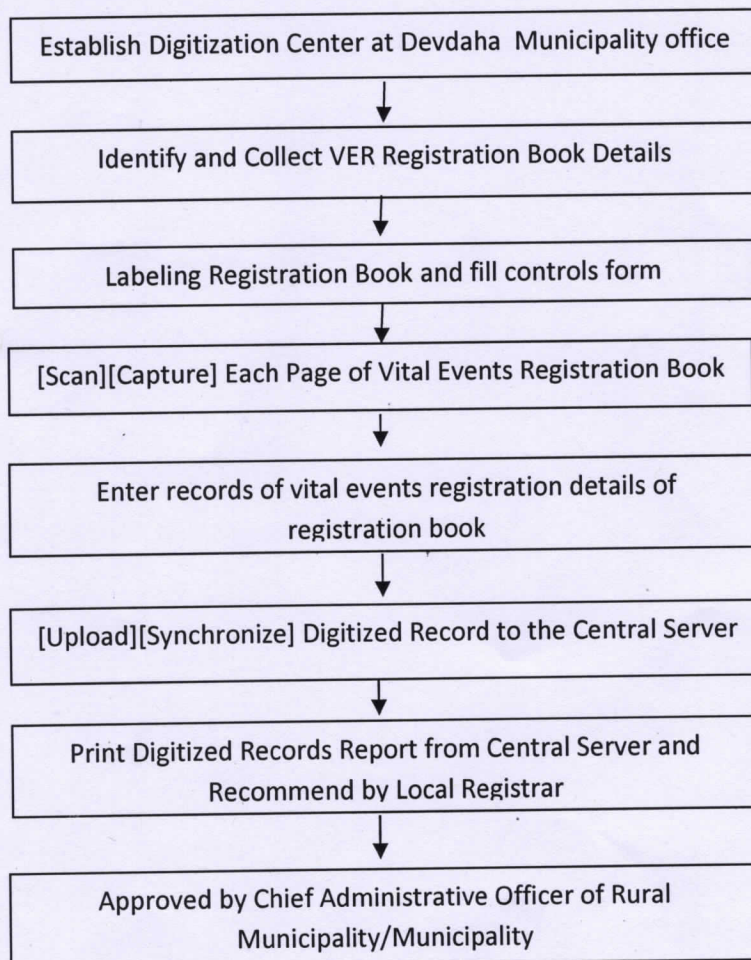 Establish Digitization Center at Devdaha Municipality office
Identify and Collect VER Registration Book Details
Labeling Registration Book and fill controls form
[Scan][Capture] Each Page of Vital Events Registration Book
Enter records of vital events registration details of
registration book
[Upload][Synchronize] Digitized Record to the Central Server
Print Digitized Records Report from Central Server and
Recommend by Local Registrar
Approved by Chief Administrative Officer of Rural
Municipality/Municipality